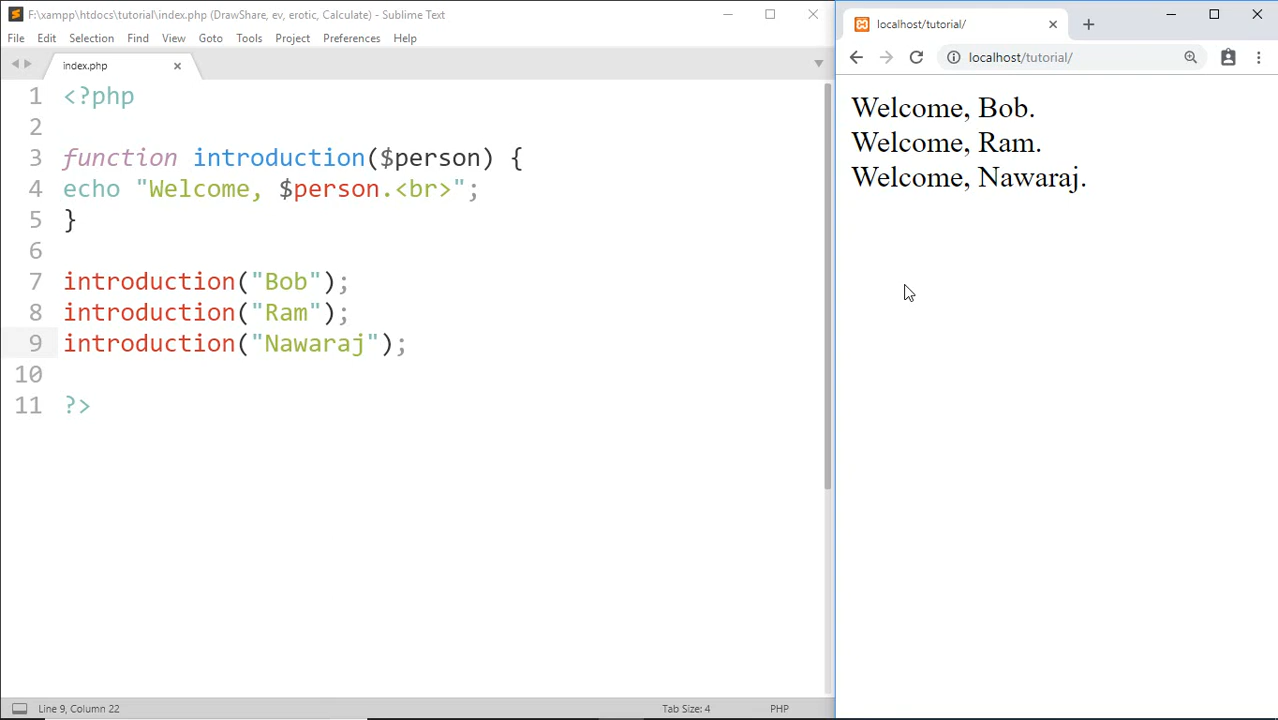 F:\xampp\htdocs\tutorial\index.php (DrawShare, ev, erotic, Calculate) - Sublime Text
File Edit Selection Find View Goto Tools Project Preferences Help
index.php
1 <?php
2
3 function introduction($person) {
4 echo "Welcome, $person.<br>";
5 }
6
7 introduction("Bob");
8 introduction("Ram");
9 introduction("Nawaraj");
10
11 ?>
Line 9, Column 22
Tab Size: 4
PHP
localhost/tutorial/
localhost/tutorial/
Welcome, Bob.
Welcome, Ram.
Welcome, Nawaraj.